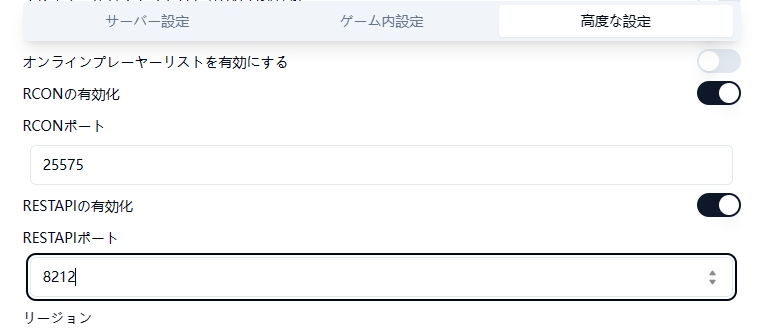 サーバー設定 ゲーム内設定 高度な設定
オンラインプレーヤーリストを有効にする
RCONの有効化
RCONポート
25575
RESTAPIの有効化
RESTAPIポート
8212
リージョン